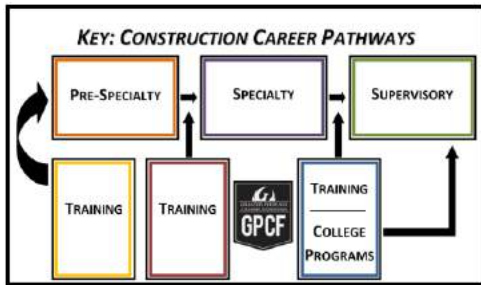 KEY: CONSTRUCTION CAREER PATHWAYS
PRE-SPECIALTY
SPECIALTY
SUPERVISORY
TRAINING
TRAINING
GPCF
TRAINING
COLLEGE
PROGRAMS